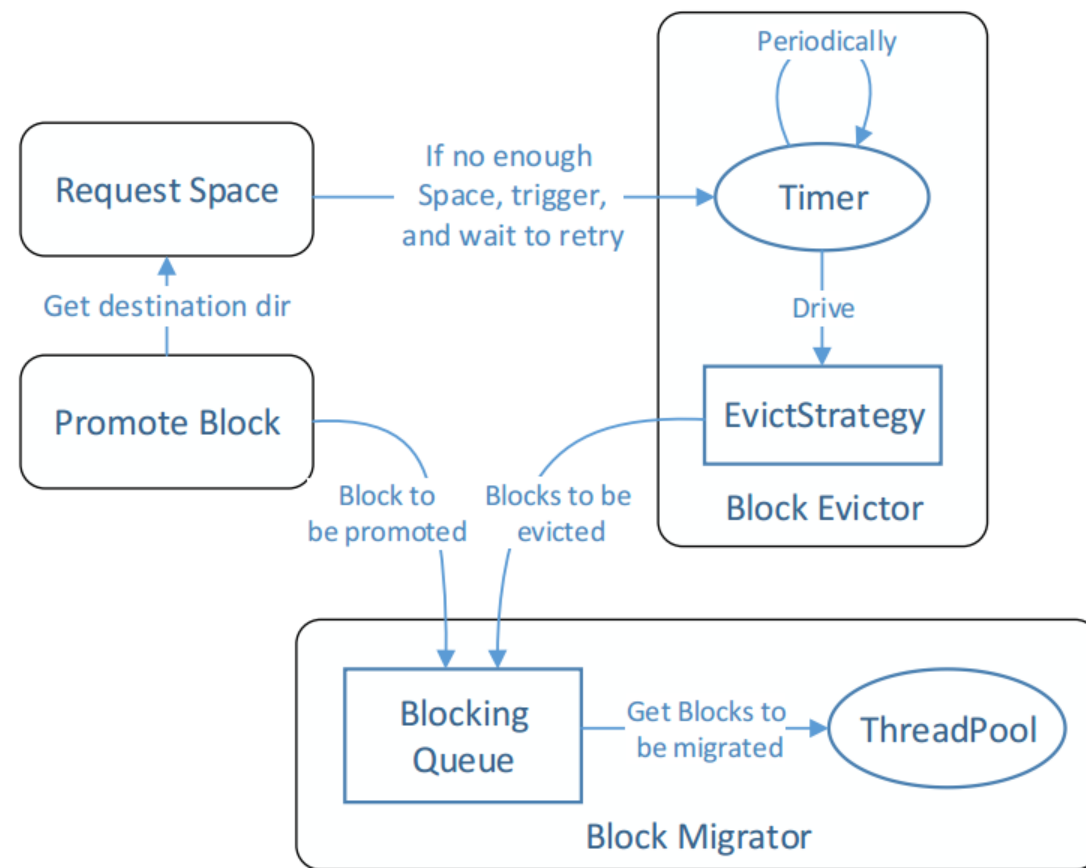 Periodically
Request Space
If no enough
Space, trigger,
and wait to retry
Timer
Get destination dir
Drive
Promote Block
EvictStrategy
Block to
be promoted
Blocks to be
evicted
Block Evictor
Blocking
Queue
Get Blocks to
be migrated
ThreadPool
Block Migrator